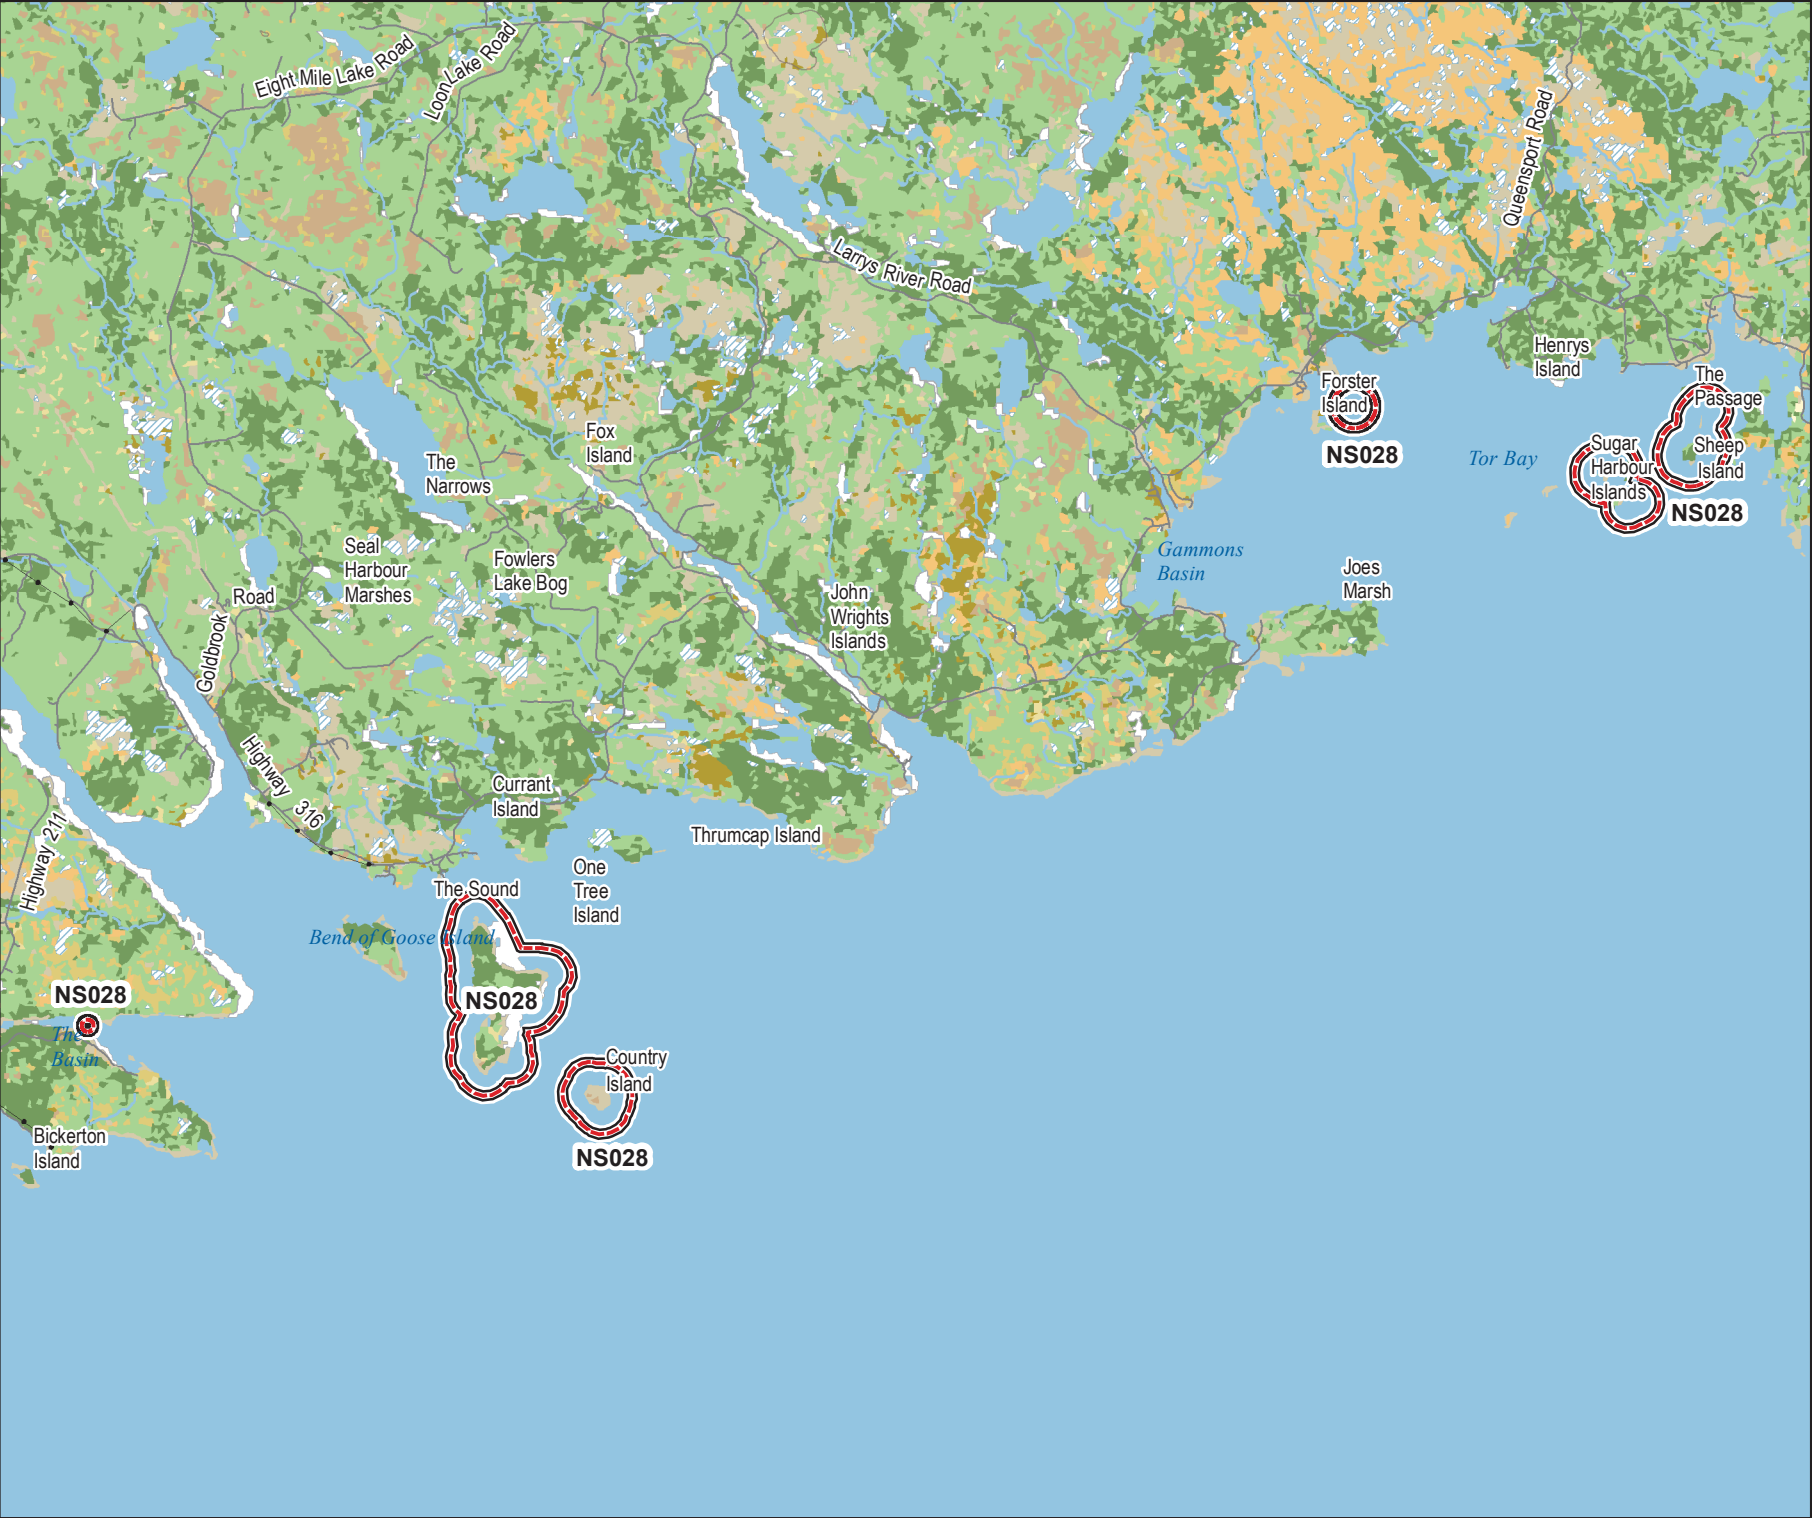 Eight Mile Lake Road
Loon Lake Road
Queensport Road
Larrys River Road
Henrys
Island
Forster
Island
NS028
The
Passage
Sugar
Harbour
Islands
Sheep
Island
NS028
Tor Bay
Fox
Island
The
Narrows
Seal
Harbour
Marshes
Fowlers
Lake Bog
Gammons
Basin
Joes
Marsh
John
Wrights
Islands
Goldbrook
Road
Highway 316
Currant
Island
Thrumcap Island
Highway 211
One
Tree
Island
The Sound
Bend of Goose Island
NS028
NS028
The
Basin
Country
Island
NS028
Bickerton
Island